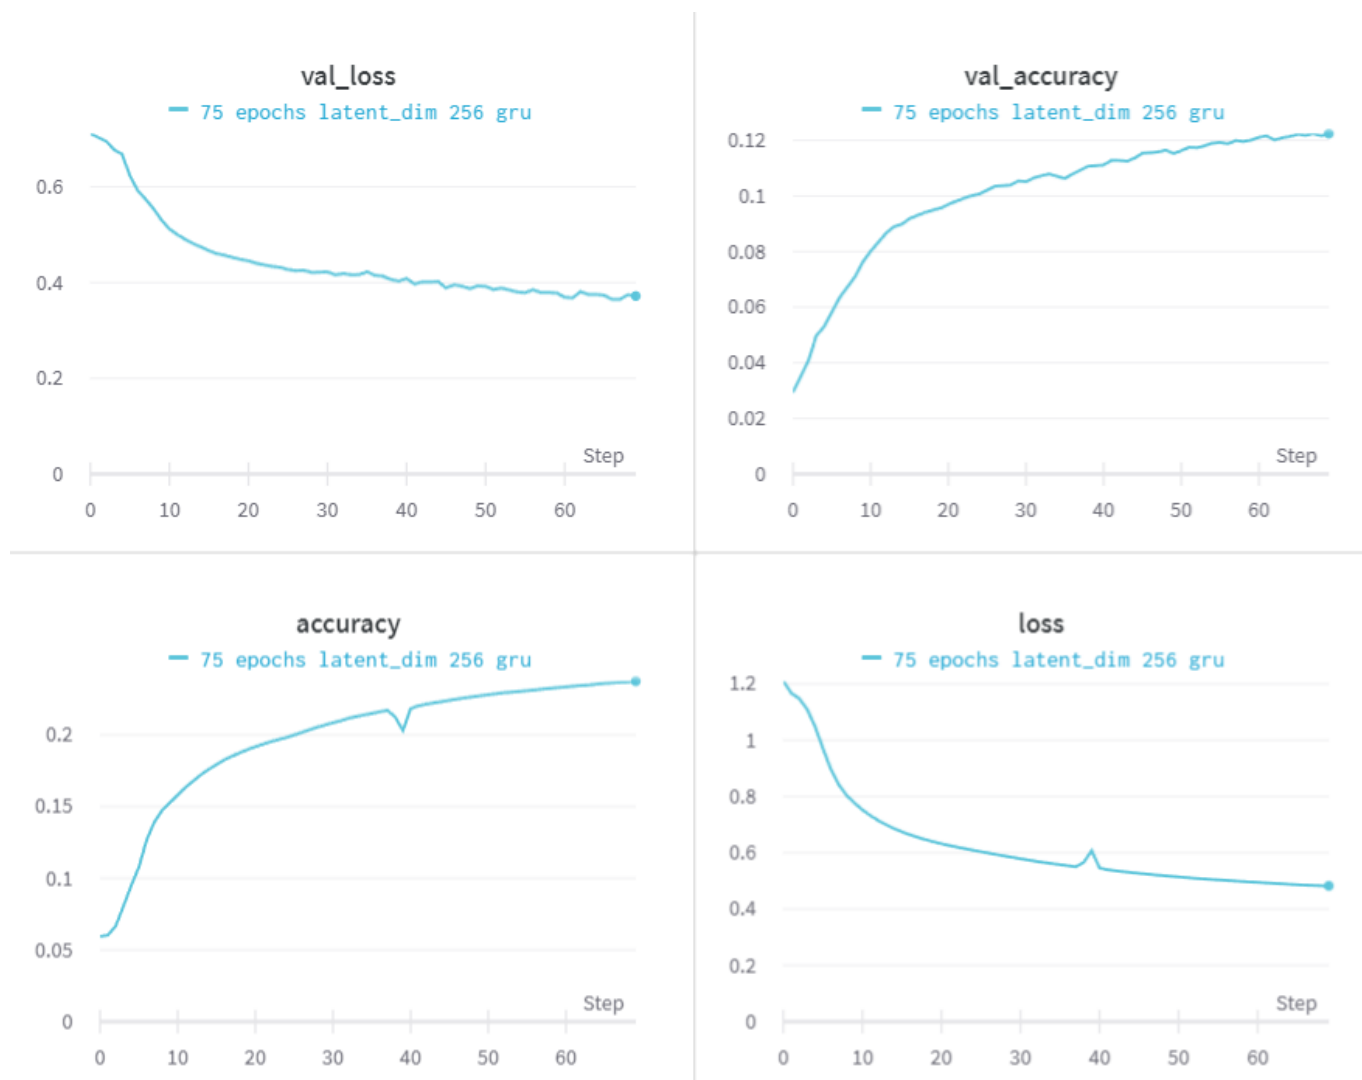 val_loss
75 epochs latent_dim 256 gru
0.6
0.4
0.2
Step
0
0 10 20 30 40 50 60
val_accuracy
75 epochs latent_dim 256 gru
0.12
0.1
0.08
0.06
0.04
0.02
Step
0
0 10 20 30 40 50 60
accuracy
75 epochs latent_dim 256 gru
0.2
0.15
0.1
0.05
Step
0
0 10 20 30 40 50 60
loss
75 epochs latent_dim 256 gru
1.2
1
0.8
0.6
0.4
0.2
Step
0
0 10 20 30 40 50 60